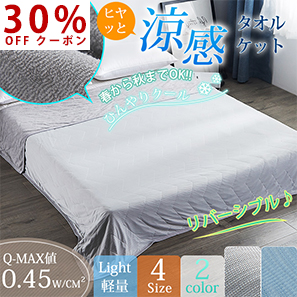 30%
OFF クーポン
ヒヤッと
涼感
タオル
ケット
春から秋までOK!!
ひんやりクール
リバーシブル♪
Q-MAX値
0.45W/CM²
Light
軽量
4
Size
2
color